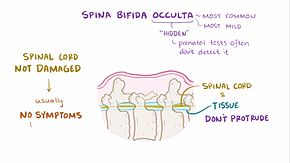 SPINA BIFIDA OCCULTA
MOST COMMON
MOST MILD
"HIDDEN"
prenatal tests often
don't detect it
SPINAL CORD
NOT DAMAGED
usually
NO SYMPTOMS
SPINAL CORD
&
TISSUE
DON'T PROTRUDE